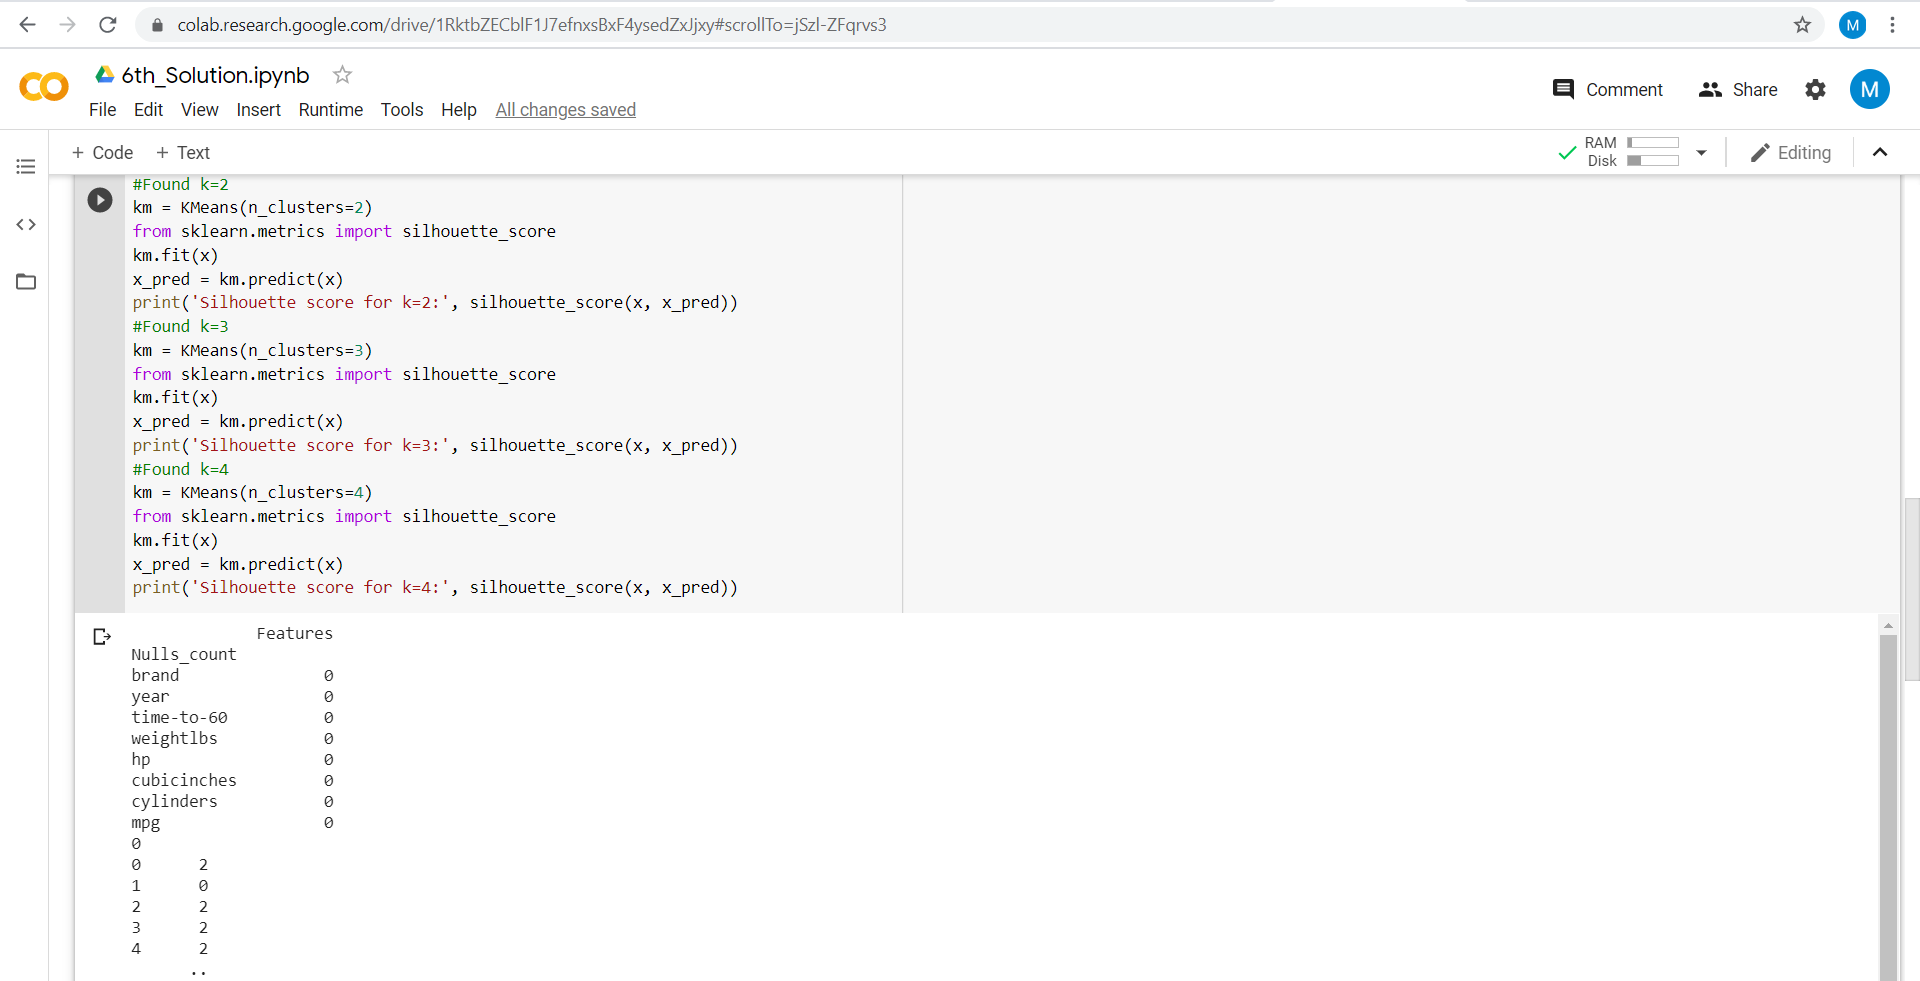 colab.research.google.com/drive/1RktbZECblF1J7efnxsBxF4ysedZxJjxy#scrollTo=jSzl-ZFqrvs3
M
6th_Solution.ipynb
Comment
Share
M
File Edit View Insert Runtime Tools Help All changes saved
+ Code + Text
RAM
Disk
Editing
#Found k=2
km = KMeans(n_clusters=2)
from sklearn.metrics import silhouette_score
km.fit(x)
x_pred = km.predict(x)
print('Silhouette score for k=2:', silhouette_score(x, x_pred))
#Found k=3
km = KMeans(n_clusters=3)
from sklearn.metrics import silhouette_score
km.fit(x)
x_pred = km.predict(x)
print('Silhouette score for k=3:', silhouette_score(x, x_pred))
#Found k=4
km = KMeans(n_clusters=4)
from sklearn.metrics import silhouette_score
km.fit(x)
x_pred = km.predict(x)
print('Silhouette score for k=4:', silhouette_score(x, x_pred))
Features
Nulls_count
brand 0
year 0
time-to-60 0
weightlbs 0
hp 0
cubicinches 0
cylinders 0
mpg 0
0
0 2
1 0
2 2
3 2
4 2
..